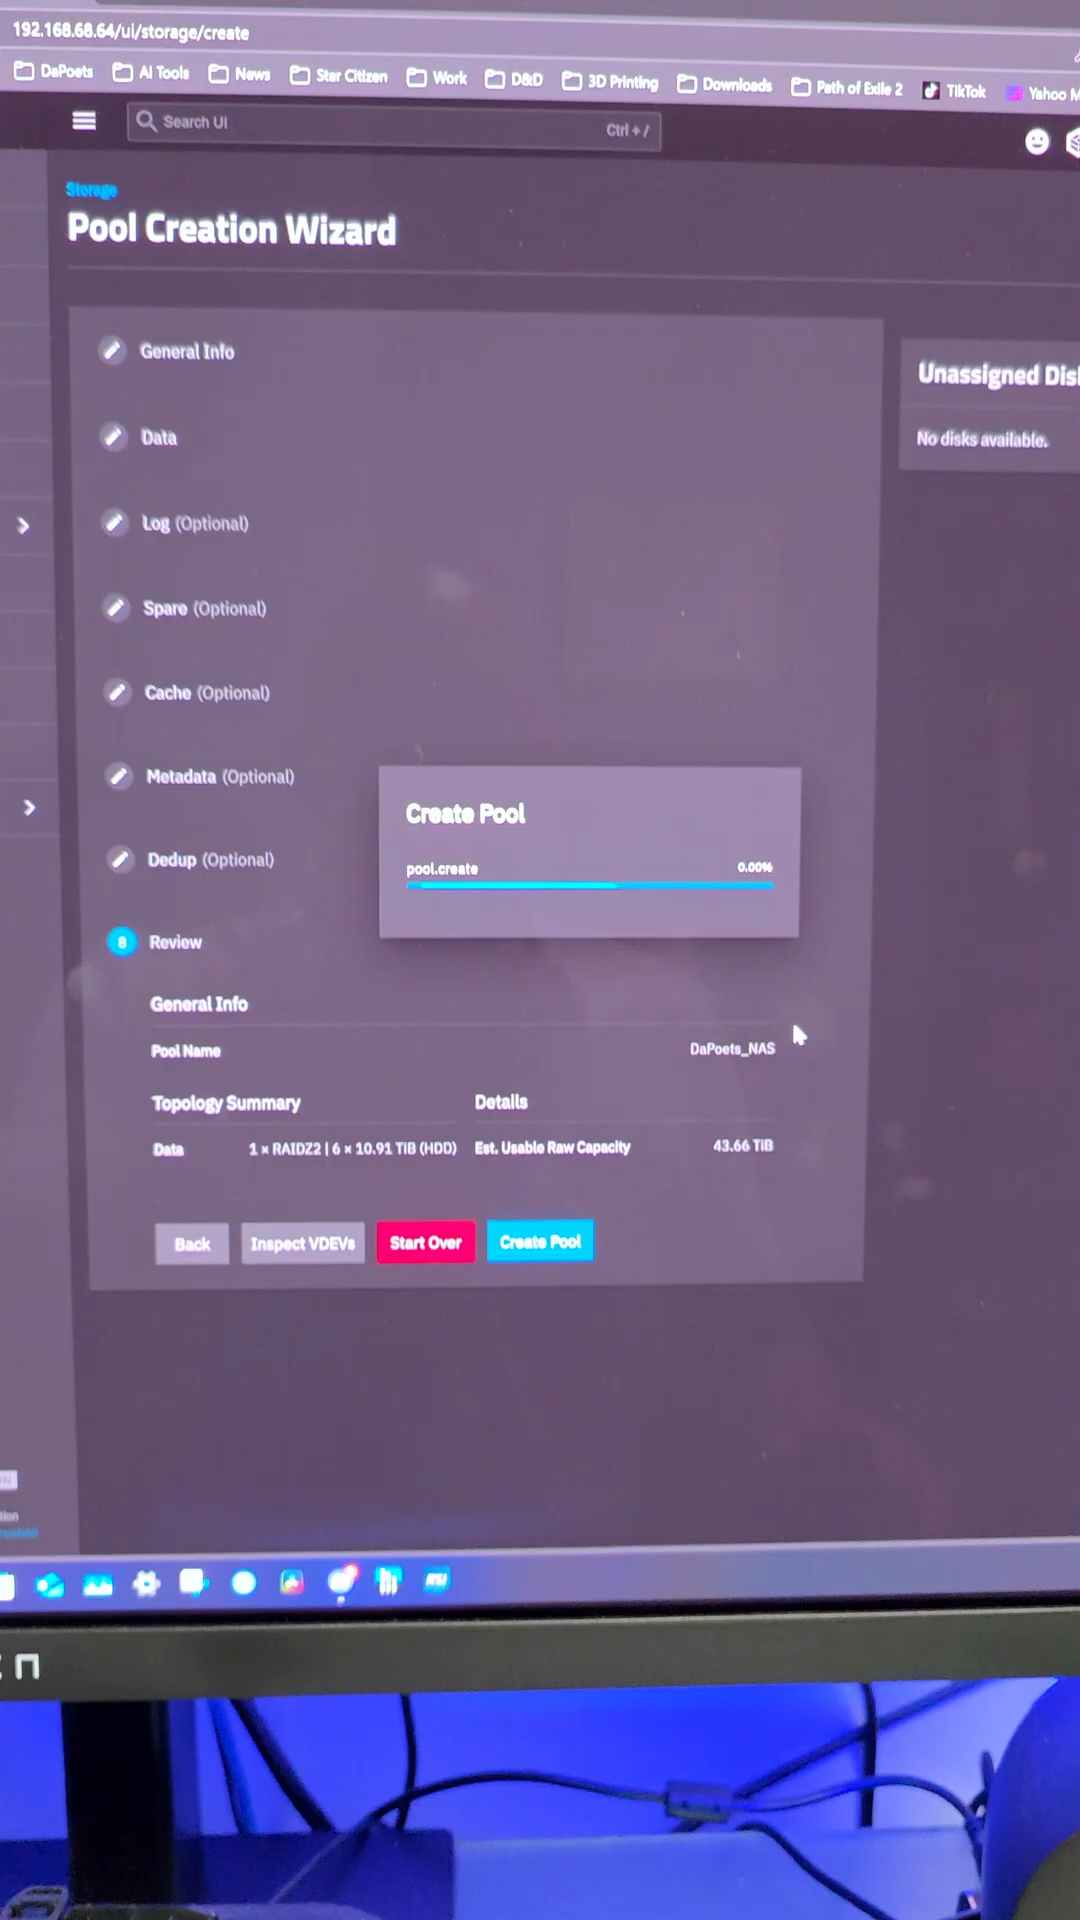 192.168.68.64/ui/storage/create
DaPoets AI Tools News Star Citizen Work D&D 3D Printing Downloads Path of Exile 2 TikTok Yahoo M
Search UI Ctrl + /
Storage
Pool Creation Wizard
General Info
Unassigned Dis
No disks available.
Data
Log (Optional)
Spare (Optional)
Cache (Optional)
Metadata (Optional)
Create Pool
pool.create 0.00%
Dedup (Optional)
8 Review
General Info
Pool Name DaPoets_NAS
Topology Summary Details
Data 1 × RAIDZ2 | 6 × 10.91 TiB (HDD) Est. Usable Raw Capacity 43.66 TiB
Back Inspect VDEVs Start Over Create Pool